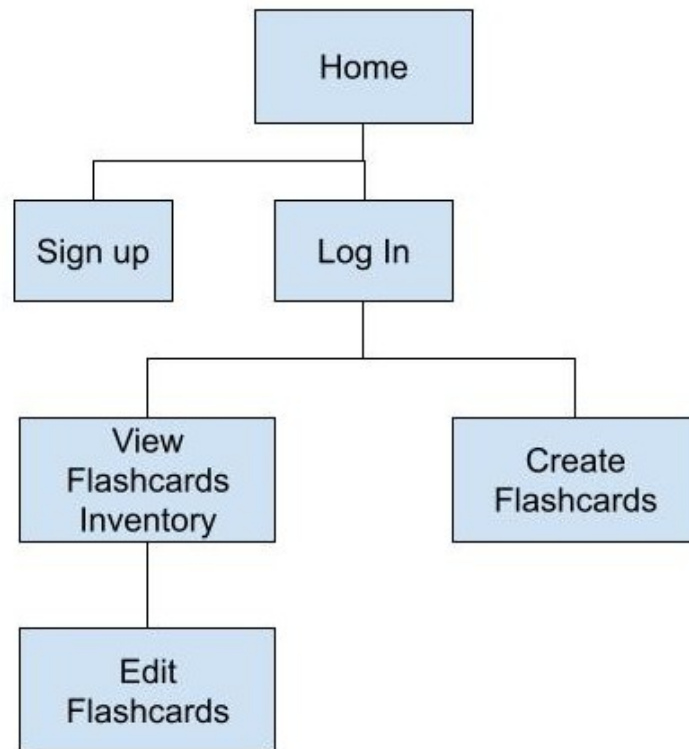 Home
Sign up
Log In
View
Flashcards
Inventory
Create
Flashcards
Edit
Flashcards